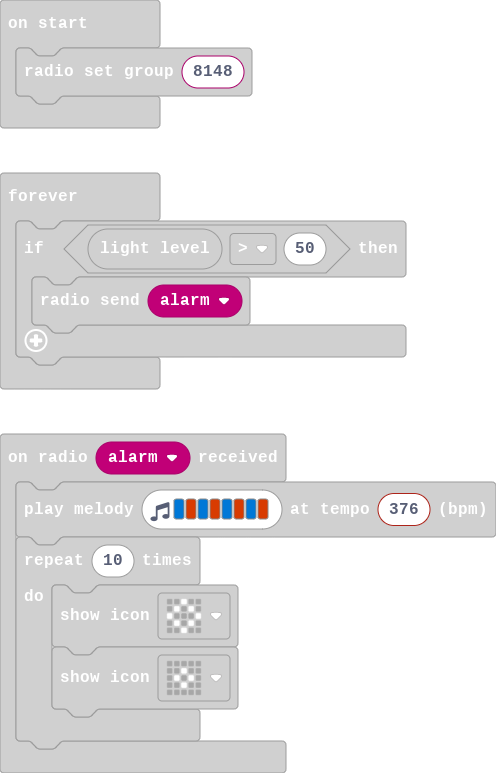 on start
radio set group 8148
forever
if light level > 50 then
radio send alarm
on radio alarm received
play melody at tempo 376 (bpm)
repeat 10 times
do
show icon
show icon